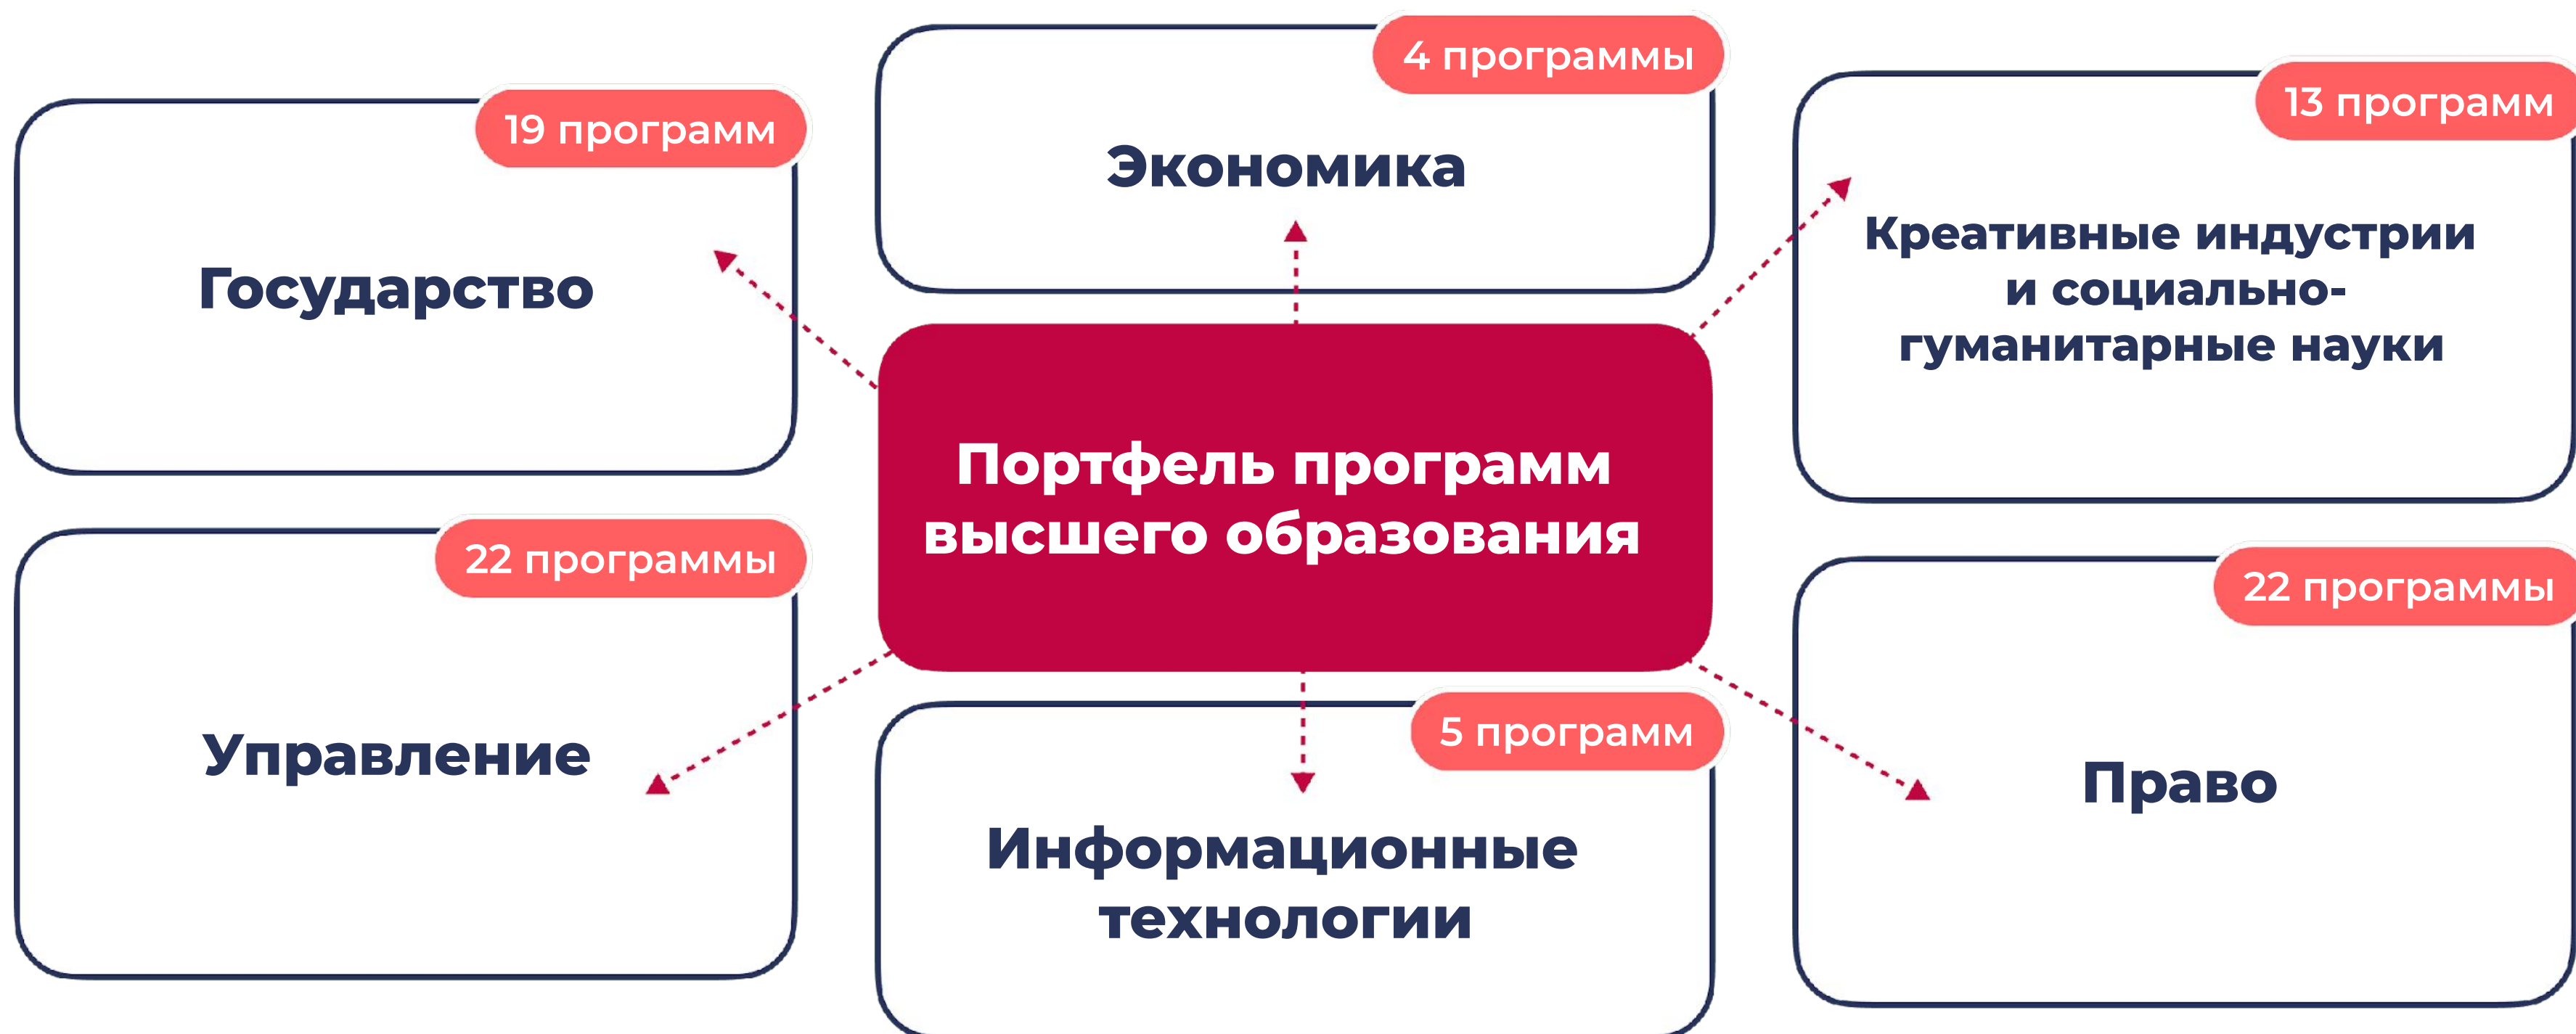 19 программ
Государство
4 программы
Экономика
13 программ
Креативные индустрии
и социально-
гуманитарные науки
Портфель программ
высшего образования
22 программы
Управление
5 программ
Информационные
технологии
22 программы
Право